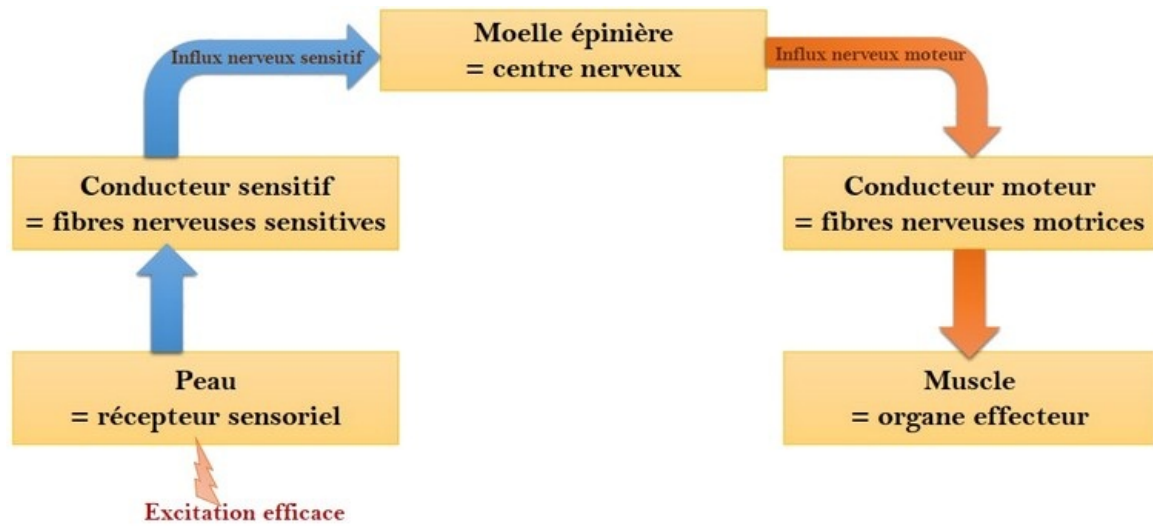 Moelle épinière
= centre nerveux
Influx nerveux sensitif
Influx nerveux moteur
Conducteur sensitif
= fibres nerveuses sensitives
Conducteur moteur
= fibres nerveuses motrices
Peau
= récepteur sensoriel
Muscle
= organe effecteur
Excitation efficace